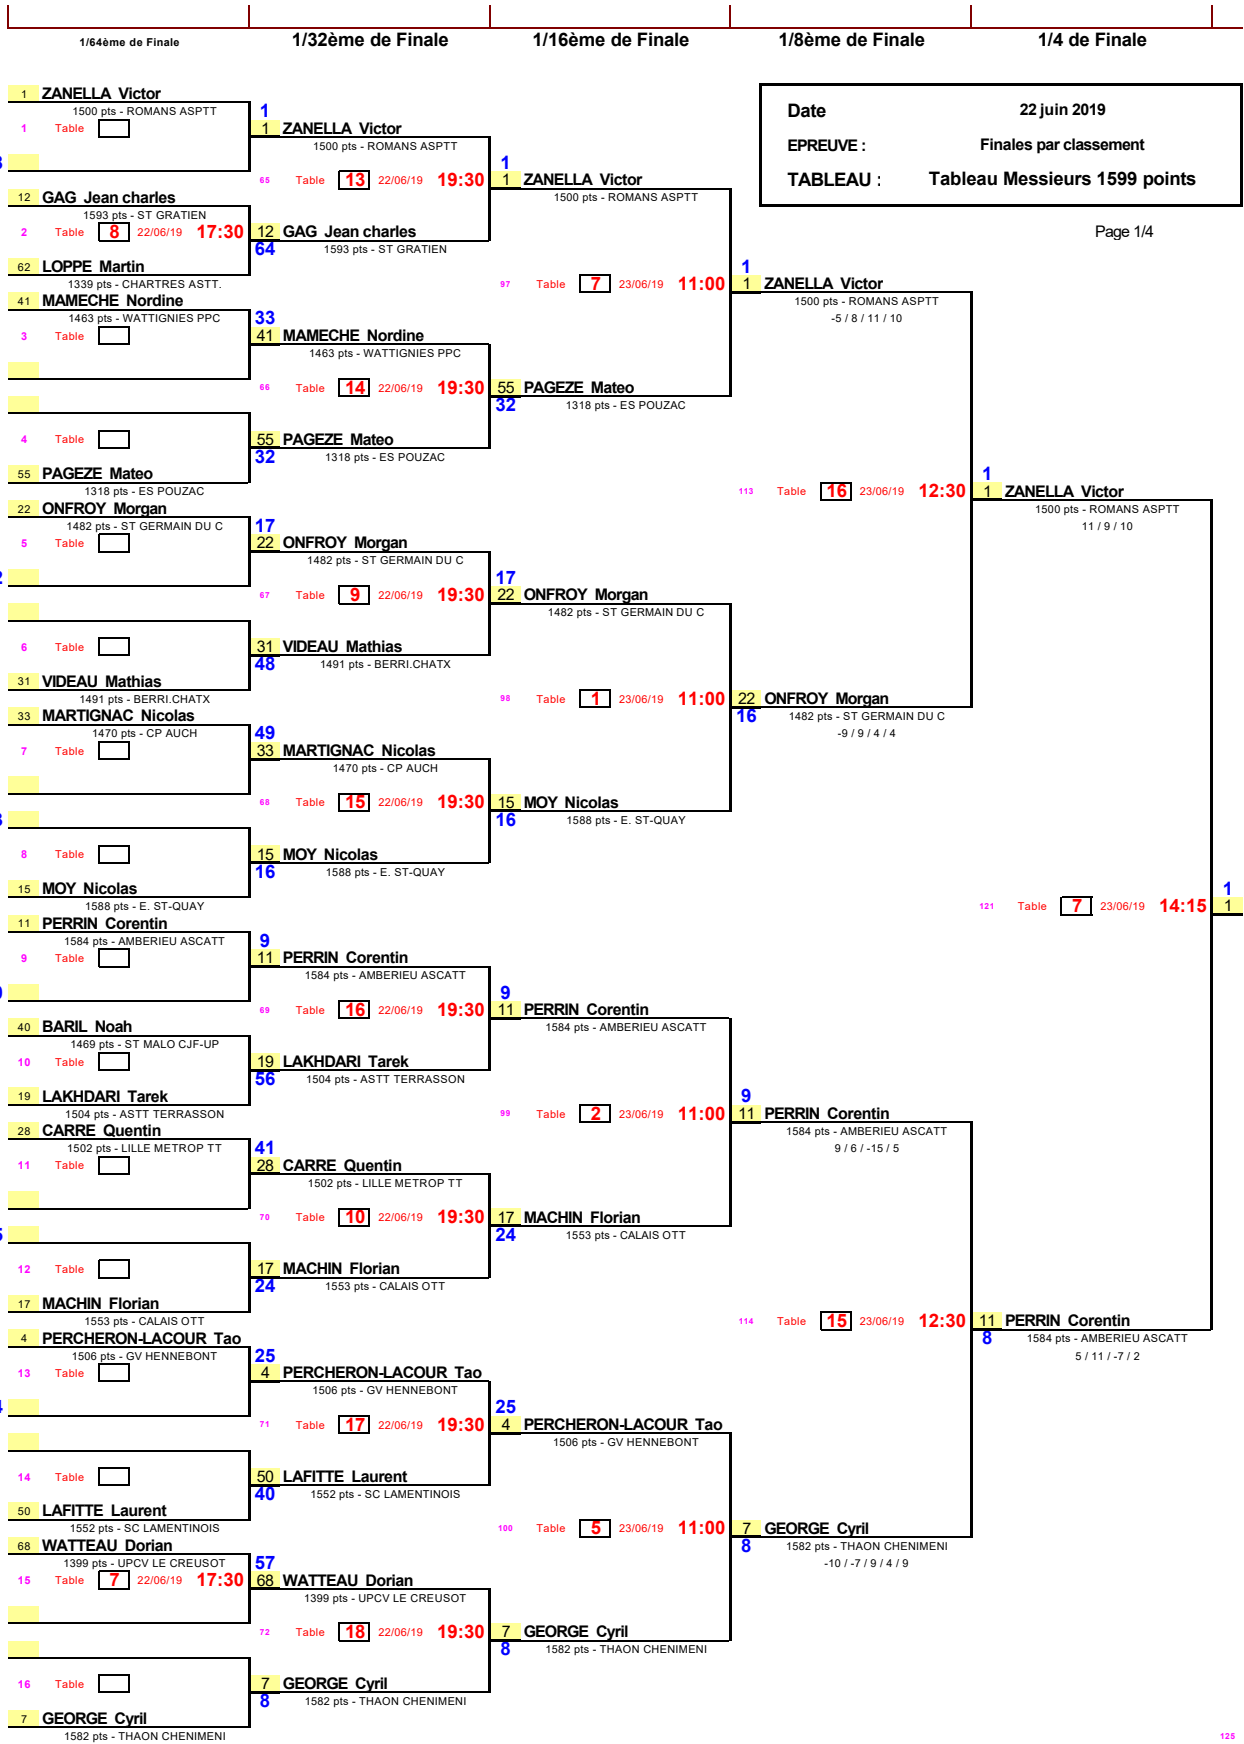 1/64ème de Finale
1/32ème de Finale
1/16ème de Finale
1/8ème de Finale
1/4 de Finale
Date 22 juin 2019
EPREUVE : Finales par classement
TABLEAU : Tableau Messieurs 1599 points
Page 1/4
1 ZANELLA Victor
1500 pts - ROMANS ASPTT
1 Table
12 GAG Jean charles
1593 pts - ST GRATIEN
2 Table 8 22/06/19 17:30
62 LOPPE Martin
1339 pts - CHARTRES ASTT.
41 MAMECHE Nordine
1463 pts - WATTIGNIES PPC
3 Table
4 Table
55 PAGEZE Mateo
1318 pts - ES POUZAC
22 ONFROY Morgan
1482 pts - ST GERMAIN DU C
5 Table
6 Table
31 VIDEAU Mathias
1491 pts - BERRI.CHATX
33 MARTIGNAC Nicolas
1470 pts - CP AUCH
7 Table
8 Table
15 MOY Nicolas
1588 pts - E. ST-QUAY
11 PERRIN Corentin
1584 pts - AMBERIEU ASCATT
9 Table
40 BARIL Noah
1469 pts - ST MALO CJF-UP
10 Table
19 LAKHDARI Tarek
1504 pts - ASTT TERRASSON
28 CARRE Quentin
1502 pts - LILLE METROP TT
11 Table
12 Table
17 MACHIN Florian
1553 pts - CALAIS OTT
4 PERCHERON-LACOUR Tao
1506 pts - GV HENNEBONT
13 Table
14 Table
50 LAFITTE Laurent
1552 pts - SC LAMENTINOIS
68 WATTEAU Dorian
1399 pts - UPCV LE CREUSOT
15 Table 7 22/06/19 17:30
16 Table
7 GEORGE Cyril
1582 pts - THAON CHENIMENI
1
1 ZANELLA Victor
1500 pts - ROMANS ASPTT
65 Table 13 22/06/19 19:30
12 GAG Jean charles
64 1593 pts - ST GRATIEN
33
41 MAMECHE Nordine
1463 pts - WATTIGNIES PPC
66 Table 14 22/06/19 19:30
55 PAGEZE Mateo
32 1318 pts - ES POUZAC
17
22 ONFROY Morgan
1482 pts - ST GERMAIN DU C
67 Table 9 22/06/19 19:30
31 VIDEAU Mathias
48 1491 pts - BERRI.CHATX
49
33 MARTIGNAC Nicolas
1470 pts - CP AUCH
68 Table 15 22/06/19 19:30
15 MOY Nicolas
16 1588 pts - E. ST-QUAY
9
11 PERRIN Corentin
1584 pts - AMBERIEU ASCATT
69 Table 16 22/06/19 19:30
19 LAKHDARI Tarek
56 1504 pts - ASTT TERRASSON
41
28 CARRE Quentin
1502 pts - LILLE METROP TT
70 Table 10 22/06/19 19:30
17 MACHIN Florian
24 1553 pts - CALAIS OTT
25
4 PERCHERON-LACOUR Tao
1506 pts - GV HENNEBONT
71 Table 17 22/06/19 19:30
50 LAFITTE Laurent
40 1552 pts - SC LAMENTINOIS
57
68 WATTEAU Dorian
1399 pts - UPCV LE CREUSOT
72 Table 18 22/06/19 19:30
7 GEORGE Cyril
8 1582 pts - THAON CHENIMENI
1
1 ZANELLA Victor
1500 pts - ROMANS ASPTT
97 Table 7 23/06/19 11:00
55 PAGEZE Mateo
32 1318 pts - ES POUZAC
17
22 ONFROY Morgan
1482 pts - ST GERMAIN DU C
98 Table 1 23/06/19 11:00
15 MOY Nicolas
16 1588 pts - E. ST-QUAY
9
11 PERRIN Corentin
1584 pts - AMBERIEU ASCATT
99 Table 2 23/06/19 11:00
17 MACHIN Florian
24 1553 pts - CALAIS OTT
25
4 PERCHERON-LACOUR Tao
1506 pts - GV HENNEBONT
100 Table 5 23/06/19 11:00
7 GEORGE Cyril
8 1582 pts - THAON CHENIMENI
1
1 ZANELLA Victor
1500 pts - ROMANS ASPTT
-5 / 8 / 11 / 10
113 Table 16 23/06/19 12:30
22 ONFROY Morgan
16 1482 pts - ST GERMAIN DU C
-9 / 9 / 4 / 4
9
11 PERRIN Corentin
1584 pts - AMBERIEU ASCATT
9 / 6 / -15 / 5
114 Table 15 23/06/19 12:30
7 GEORGE Cyril
8 1582 pts - THAON CHENIMENI
-10 / -7 / 9 / 4 / 9
1
1 ZANELLA Victor
1500 pts - ROMANS ASPTT
11 / 9 / 10
121 Table 7 23/06/19 14:15
11 PERRIN Corentin
8 1584 pts - AMBERIEU ASCATT
5 / 11 / -7 / 2
1
1
125